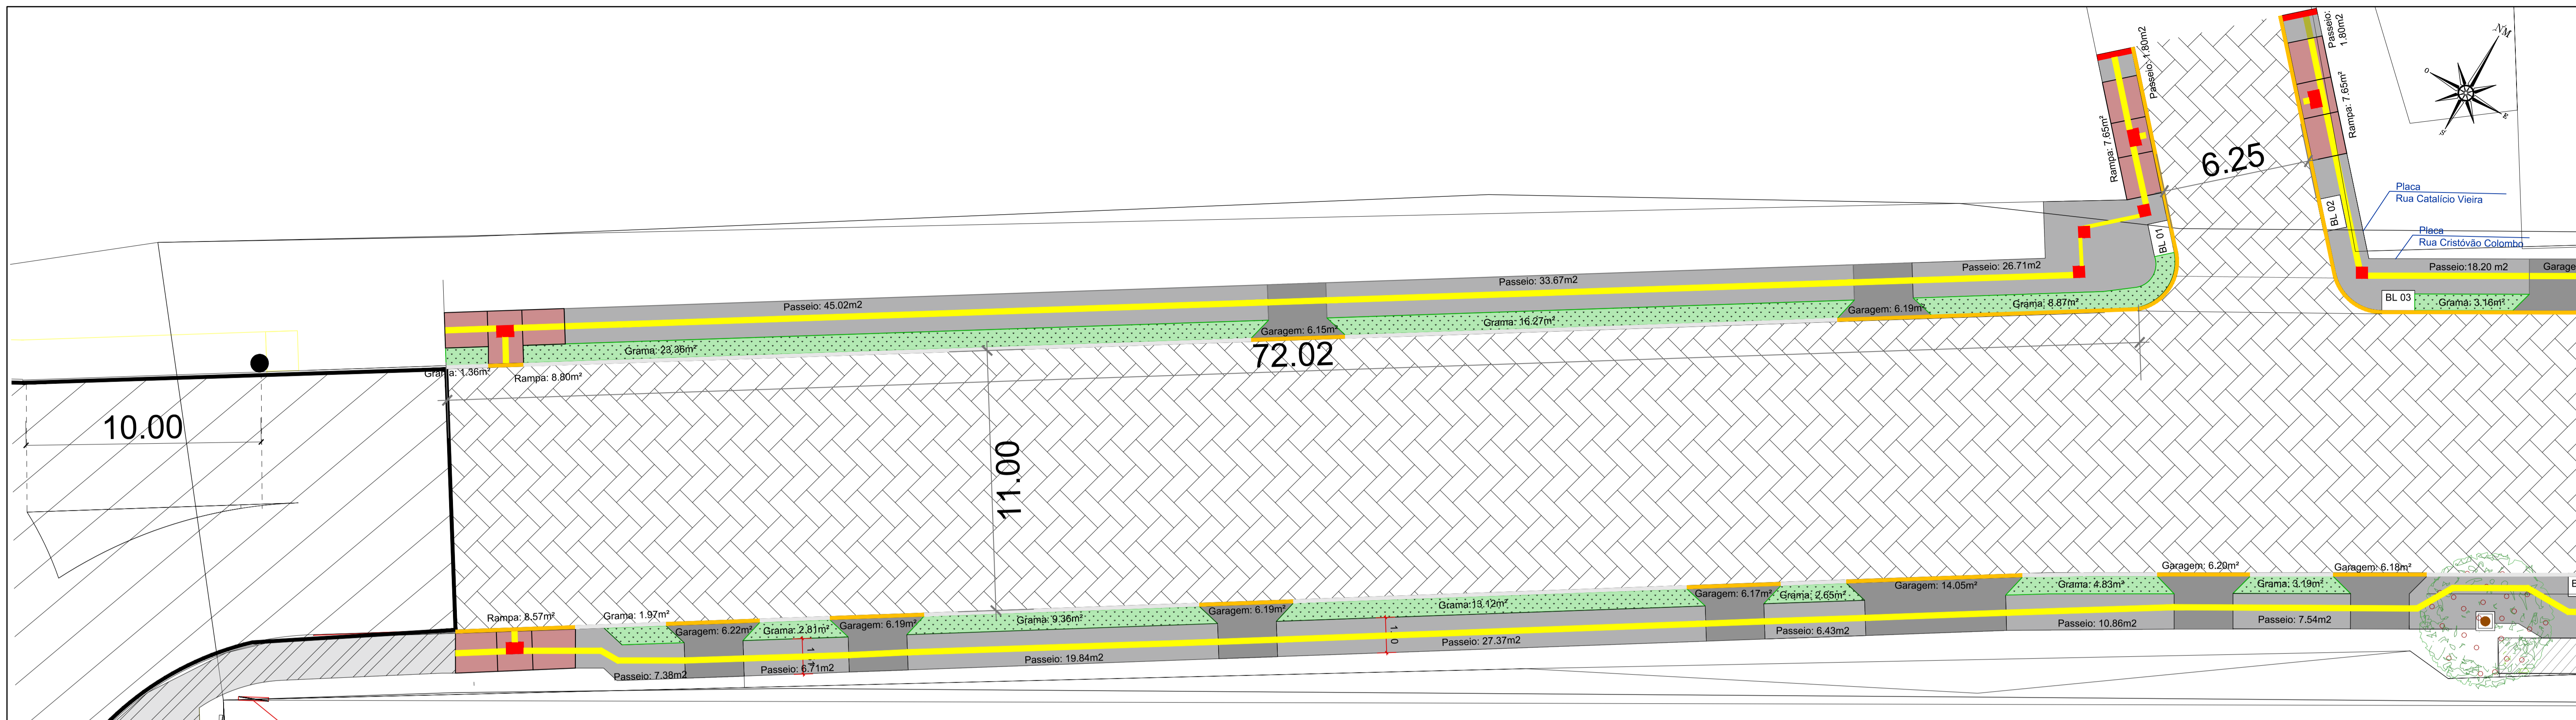 Passeio: 1.80m2
Passeio:
1.80m2
NM
O
E
Rampa: 7.65m²
Rampa: 7.65m²
6.25
Placa
Rua Catalício Vieira
BL 02
Placa
Rua Cristóvão Colombo
BL 01
Passeio: 45.02m2
Passeio: 33.67m2
Passeio: 26.71m2
Passeio:18.20 m2
BL 03
Grama: 3.16m²
Grama: 23.36m²
Garagem: 6.15m²
Grama: 16.27m²
Garagem: 6.19m²
Grama: 8.87m²
Grama: 1.36m²
Rampa: 8.80m²
72.02
10.00
11.00
Rampa: 8.57m²
Grama: 1.97m²
Garagem: 6.22m²
Grama: 2.81m²
Garagem: 6.19m²
Grama: 9.36m²
Garagem: 6.19m²
Grama:13.12m²
Garagem: 6.17m²
Grama: 2.65m²
Garagem: 14.05m²
Grama: 4.83m²
Garagem: 6.20m²
Grama: 3.19m²
Garagem: 6.18m²
Passeio: 7.38m2
Passeio: 6.71m2
Passeio: 19.84m2
Passeio: 27.37m2
Passeio: 6.43m2
Passeio: 10.86m2
Passeio: 7.54m2